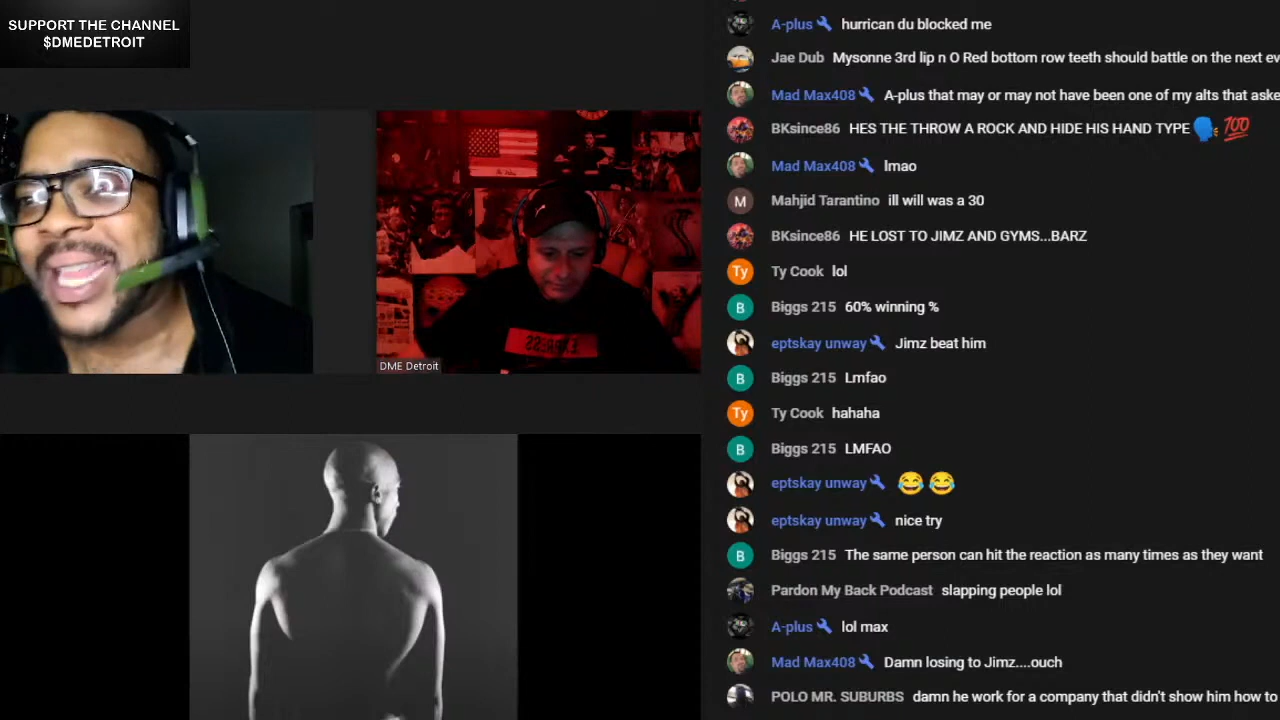 SUPPORT THE CHANNEL
$DMEDETROIT
DME Detroit
A-plus hurrican du blocked me
Jae Dub Mysonne 3rd lip n O Red bottom row teeth should battle on the next ev
Mad Max408 A-plus that may or may not have been one of my alts that aske
BKsince86 HES THE THROW A ROCK AND HIDE HIS HAND TYPE 🗣💯
Mad Max408 lmao
M Mahjid Tarantino ill will was a 30
BKsince86 HE LOST TO JIMZ AND GYMS...BARZ
Ty Ty Cook lol
B Biggs 215 60% winning %
eptskay unway Jimz beat him
B Biggs 215 Lmfao
Ty Ty Cook hahaha
B Biggs 215 LMFAO
eptskay unway 😂 😂
eptskay unway nice try
B Biggs 215 The same person can hit the reaction as many times as they want
Pardon My Back Podcast slapping people lol
A-plus lol max
Mad Max408 Damn losing to Jimz....ouch
POLO MR. SUBURBS damn he work for a company that didn't show him how to